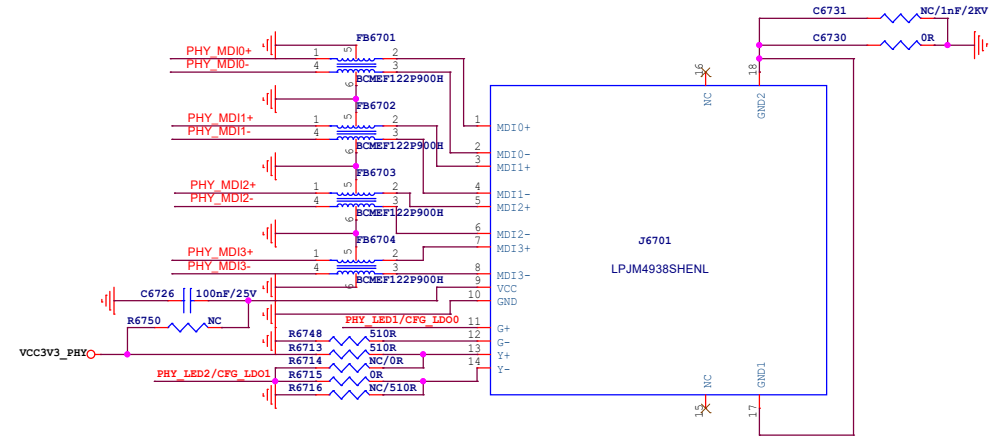 C6731 NC/1nF/2KV
C6730 0R
FB6701
PHY_MDI0+ 1 5 2
PHY_MDI0- 4 3
6 BCMEF122P900H
FB6702
PHY_MDI1+ 1 5 2
PHY_MDI1- 4 3
6 BCMEF122P900H
FB6703
PHY_MDI2+ 1 5 2
PHY_MDI2- 4 3
6 BCMEF122P900H
FB6704
PHY_MDI3+ 1 5 2
PHY_MDI3- 4 3
6 BCMEF122P900H
16 NC
18 GND2
1 MDI0+
2 MDI0-
3 MDI1+
4 MDI1-
5 MDI2+
6 MDI2-
7 MDI3+
8 MDI3-
9 VCC
10 GND
11 G+
12 G-
13 Y+
14 Y-
J6701
LPJM4938SHENL
15 NC
17 GND1
C6726 100nF/25V
R6750 NC
VCC3V3_PHY
PHY_LED1/CFG_LDO0
R6748 510R
R6713 510R
R6714 NC/0R
PHY_LED2/CFG_LDO1
R6715 0R
R6716 NC/510R